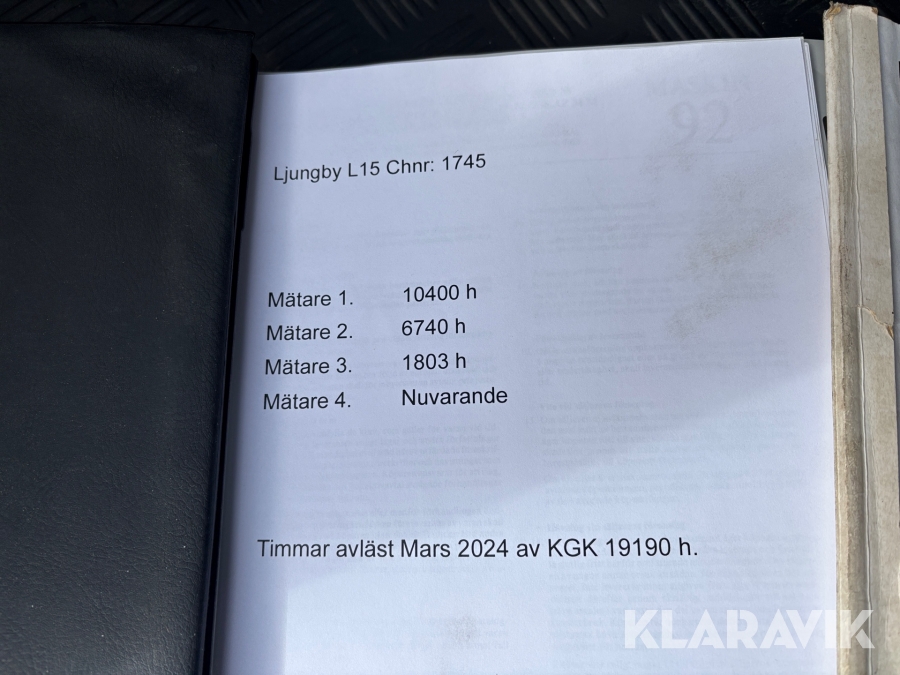 92
Ljungby L15 Chnr: 1745
Mätare 1. 10400 h
Mätare 2. 6740 h
Mätare 3. 1803 h
Mätare 4. Nuvarande
Timmar avläst Mars 2024 av KGK 19190 h.
KLARAVIK